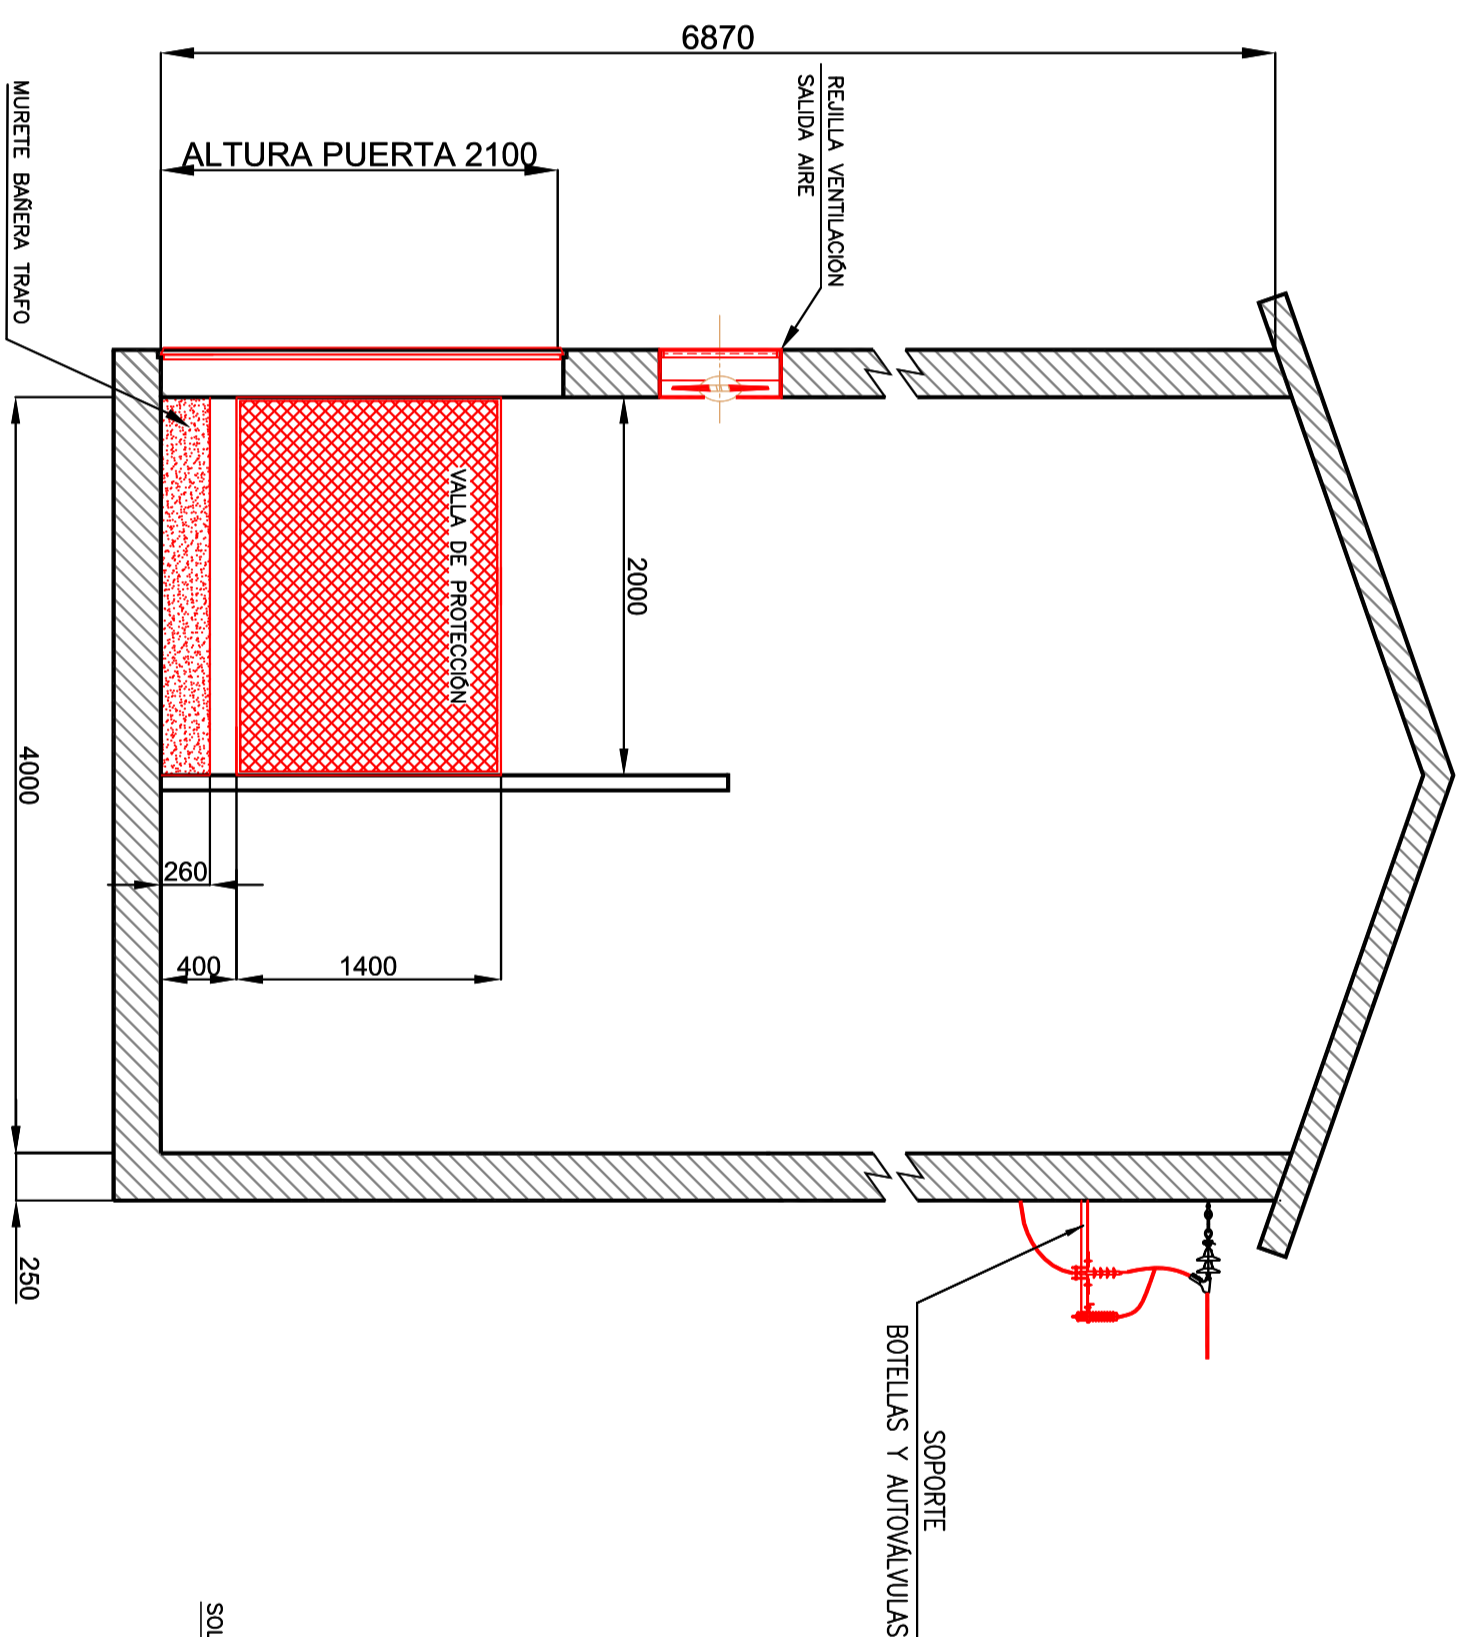 6870
ALTURA PUERTA 2100
REJILLA VENTILACIÓN
SALIDA AIRE
MURETE BAÑERA TRAFO
VALLA DE PROTECCIÓN
2000
4000
250
260
400
1400
SOPORTE
BOTELLAS Y AUTOVÁLVULAS
SOL